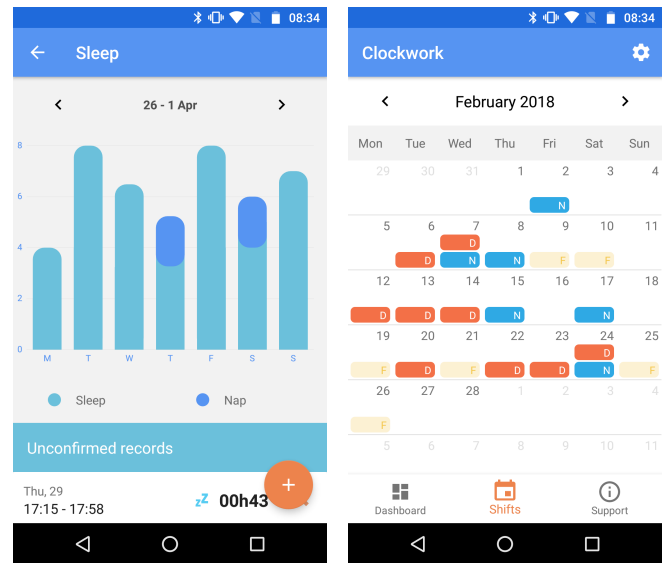 08:34
Sleep
26 - 1 Apr
8
6
4
2
0
M T W T F S S
Sleep Nap
Unconfirmed records
Thu, 29
17:15 - 17:58
zZ 00h43
+
08:34
Clockwork
February 2018
Mon Tue Wed Thu Fri Sat Sun
29 30 31 1 2 3 4
N
5 6 7 8 9 10 11
D
D N N F F
12 13 14 15 16 17 18
D D D N N
19 20 21 22 23 24 25
D
F D F D D N F
26 27 28 1 2 3 4
F
5 6 7 8 9 10 11
Dashboard Shifts Support